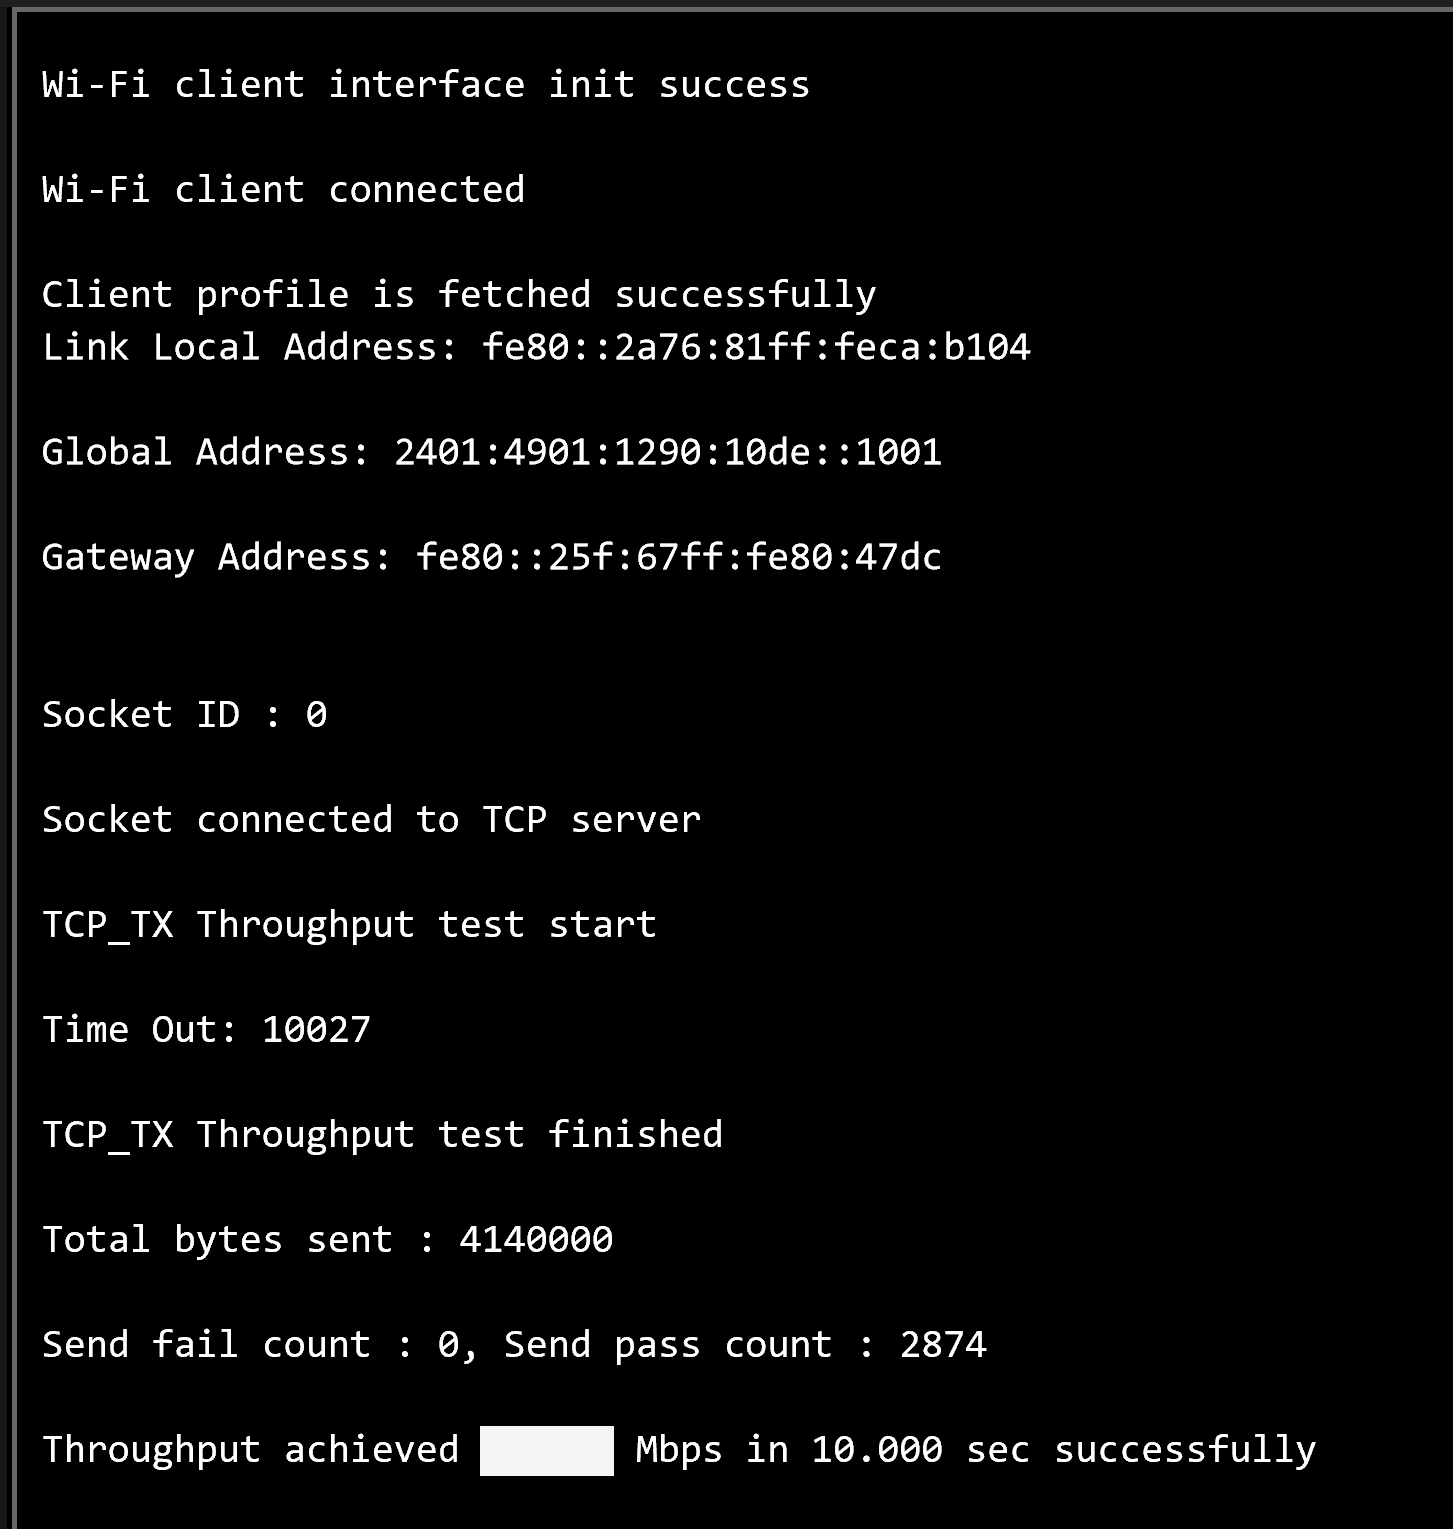 Wi-Fi client interface init success
Wi-Fi client connected
Client profile is fetched successfully
Link Local Address: fe80::2a76:81ff:feca:b104
Global Address: 2401:4901:1290:10de::1001
Gateway Address: fe80::25f:67ff:fe80:47dc
Socket ID : 0
Socket connected to TCP server
TCP_TX Throughput test start
Time Out: 10027
TCP_TX Throughput test finished
Total bytes sent : 4140000
Send fail count : 0, Send pass count : 2874
Throughput achieved Mbps in 10.000 sec successfully